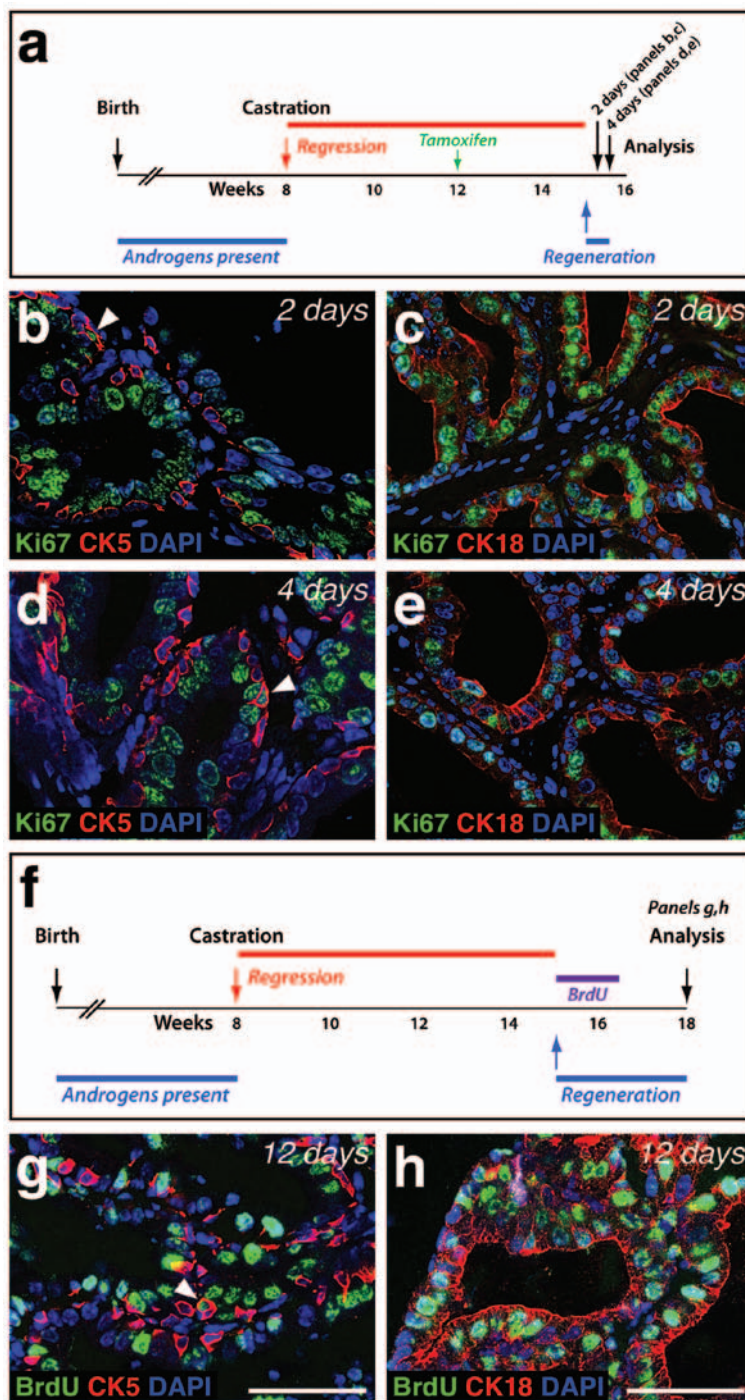 a
2 days (panels b,c)
4 days (panels d,e)
Birth
Castration
Regression
Tamoxifen
Analysis
Weeks 8 10 12 14 16
Androgens present
Regeneration
b 2 days
Ki67 CK5 DAPI
c 2 days
Ki67 CK18 DAPI
d 4 days
Ki67 CK5 DAPI
e 4 days
Ki67 CK18 DAPI
f
Panels g,h
Birth
Castration
Analysis
Regression
BrdU
Weeks 8 10 12 14 16 18
Androgens present
Regeneration
g 12 days
BrdU CK5 DAPI
h 12 days
BrdU CK18 DAPI